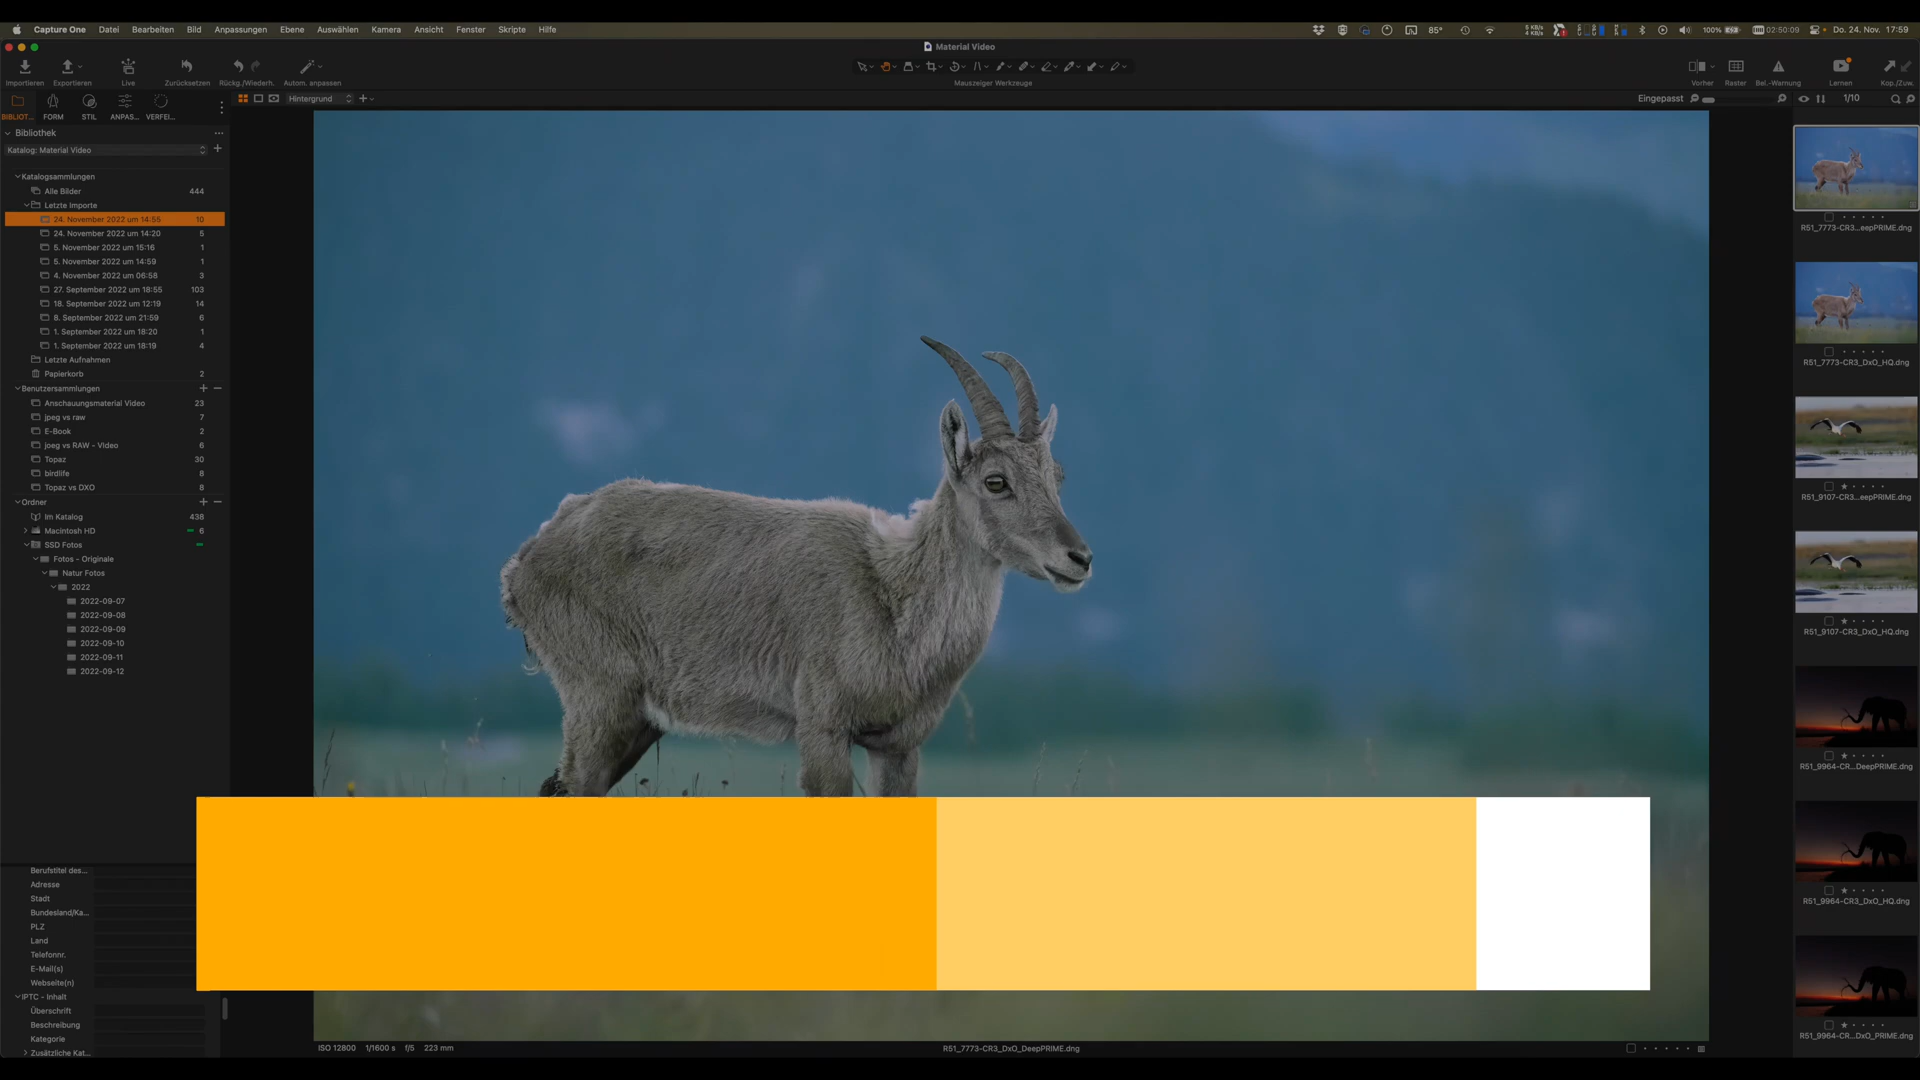 Capture One Datei Bearbeiten Bild Anpassungen Ebene Auswählen Kamera Ansicht Fenster Skripte Hilfe
85° 100% 02:50:09 Do. 24. Nov. 17:59
Material Video
Importieren Exportieren Live Zurücksetzen Rückg./Wiederh. Autom. anpassen
Mauszeiger Werkzeuge
Vorher Raster Bel.-Warnung Lernen Kop./Zuw.
Hintergrund
Eingepasst
1/10
BIBLIOT... FORM STIL ANPAS... VERFEI...
Bibliothek
Katalog: Material Video
Katalogsammlungen
Alle Bilder 444
Letzte Importe
24. November 2022 um 14:55 10
24. November 2022 um 14:20 5
5. November 2022 um 15:16 1
5. November 2022 um 14:59 1
4. November 2022 um 06:58 3
27. September 2022 um 18:55 103
18. September 2022 um 12:19 14
8. September 2022 um 21:59 6
1. September 2022 um 18:20 1
1. September 2022 um 18:19 4
Letzte Aufnahmen
Papierkorb 2
Benutzersammlungen
Anschauungsmaterial Video 23
jpeg vs raw 7
E-Book 2
joeg vs RAW - Video 6
Topaz 30
birdlife 8
Topaz vs DXO 8
Ordner
Im Katalog 438
Macintosh HD 6
SSD Fotos
Fotos - Originale
Natur Fotos
2022
2022-09-07
2022-09-08
2022-09-09
2022-09-10
2022-09-11
2022-09-12
Berufstitel des...
Adresse
Stadt
Bundesland/Ka...
PLZ
Land
Telefonnr.
E-Mail(s)
Webseite(n)
IPTC - Inhalt
Überschrift
Beschreibung
Kategorie
Zusätzliche Kat...
ISO 12800 1/1600 s f/5 223 mm
R51_7773-CR3_DxO_DeepPRIME.dng
R51_7773-CR3...eepPRIME.dng
R51_7773-CR3_DxO_HQ.dng
R51_9107-CR3...eepPRIME.dng
R51_9107-CR3_DxO_HQ.dng
R51_9964-CR...DeepPRIME.dng
R51_9964-CR3_DxO_HQ.dng
R51_9964-CR...DxO_PRIME.dng